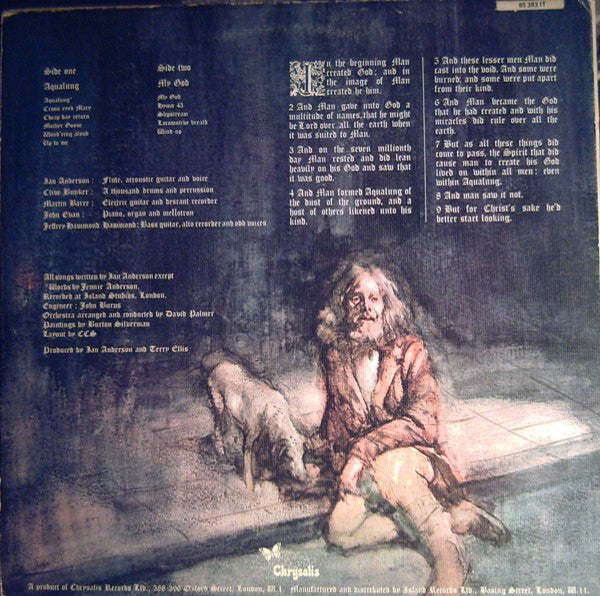 85 383 IT
Side one
Aqualung
Aqualung
Cross eyed Mary
Cheap day return
Mother Goose
Wond'ring aloud
Up to me
Side two
My God
My God
Hymn 43
Slipstream
Locomotive breath
Wind up
Ian Anderson : Flute, accoustic guitar and voice
Clive Bunker : A thousand drums and percussion
Martin Barre : Electric guitar and descant recorder
John Evan : Piano, organ and mellotron
Jeffrey Hammond Hammond: Bass guitar, alto recorder and odd voices
All songs written by Ian Anderson except
*Words by Jennie Anderson.
Recorded at Island Studios, London.
Engineer : John Burns
Orchestra arranged and conducted by David Palmer
Paintings by Burton Silverman
Layout by CCS
Produced by Ian Anderson and Terry Ellis
In the beginning Man
created God; and in
the image of Man
created he him.
2 And Man gave unto God a
multitude of names, that he might
be Lord over all the earth when
it was suited to Man.
3 And on the seven millionth
day Man rested and did lean
heavily on his God and saw that
it was good.
4 And Man formed Aqualung of
the dust of the ground, and a
host of others likened unto his
kind.
5 And these lesser men Man did
cast into the void. And some were
burned; and some were put apart
from their kind.
6 And Man became the God
that he had created and with his
miracles did rule over all the
earth.
7 But as all these things did
come to pass, the Spirit that did
cause man to create his God
lived on within all men: even
within Aqualung.
8 And man saw it not.
9 But for Christ's sake he'd
better start looking.
Chrysalis
A product of Chrysalis Records Ltd., 388-396 Oxford Street, London, W.1. Manufactured and distributed by Island Records Ltd., Basing Street, London, W.11.